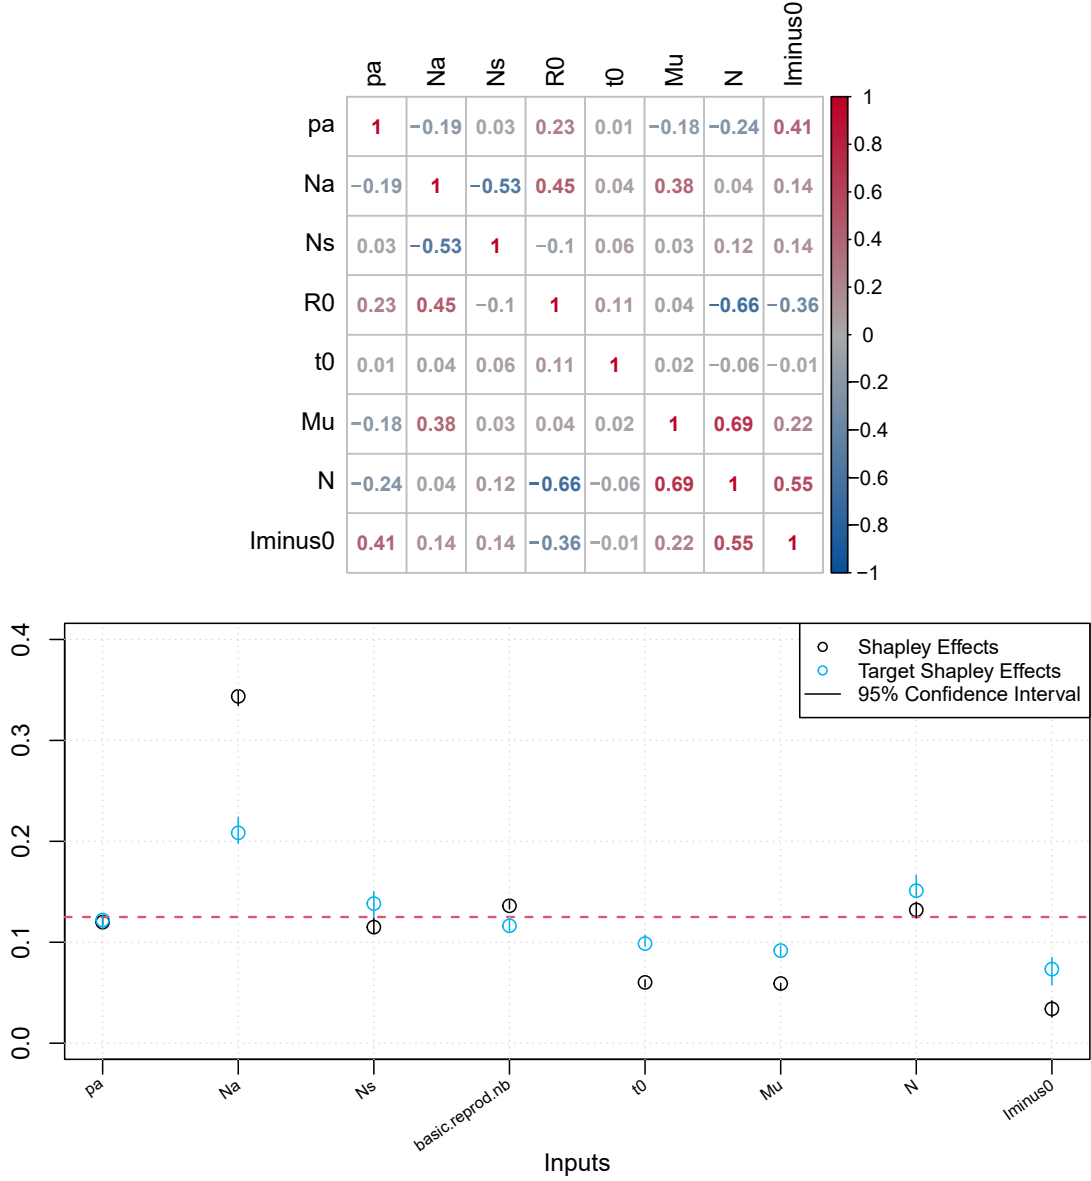 pa Na Ns R0 t0 Mu N Iminus0
pa 1 −0.19 0.03 0.23 0.01 −0.18 −0.24 0.41
Na −0.19 1 −0.53 0.45 0.04 0.38 0.04 0.14
Ns 0.03 −0.53 1 −0.1 0.06 0.03 0.12 0.14
R0 0.23 0.45 −0.1 1 0.11 0.04 −0.66 −0.36
t0 0.01 0.04 0.06 0.11 1 0.02 −0.06 −0.01
Mu −0.18 0.38 0.03 0.04 0.02 1 0.69 0.22
N −0.24 0.04 0.12 −0.66 −0.06 0.69 1 0.55
Iminus0 0.41 0.14 0.14 −0.36 −0.01 0.22 0.55 1
1
0.8
0.6
0.4
0.2
0
−0.2
−0.4
−0.6
−0.8
−1
0.4
0.3
0.2
0.1
0.0
Shapley Effects
Target Shapley Effects
95% Confidence Interval
pa Na Ns basic.reprod.nb t0 Mu N Iminus0
Inputs